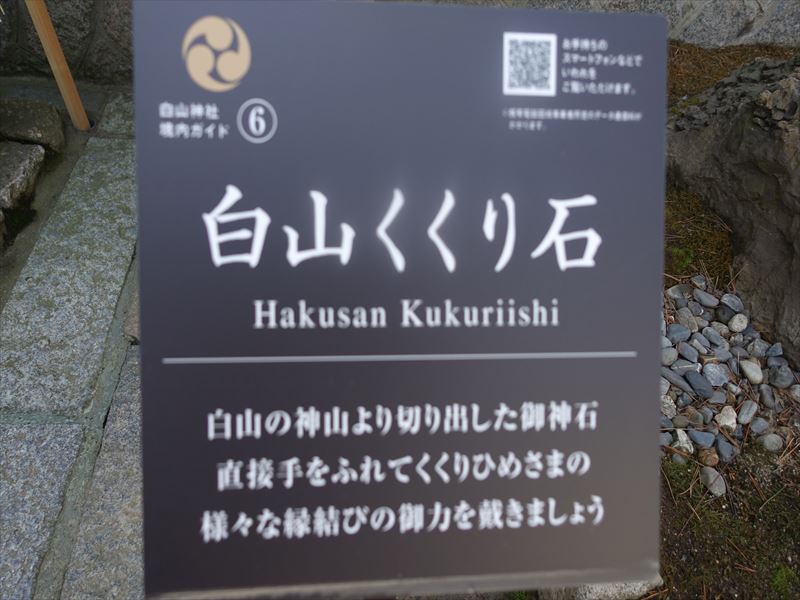 白山神社
境内ガイド ⑥
お手持ちの
スマートフォンなどで
いわれを
ご覧いただけます。
白山くくり石
Hakusan Kukuriishi
白山の神山より切り出した御神石
直接手をふれてくくりひめさまの
様々な縁結びの御力を戴きましょう